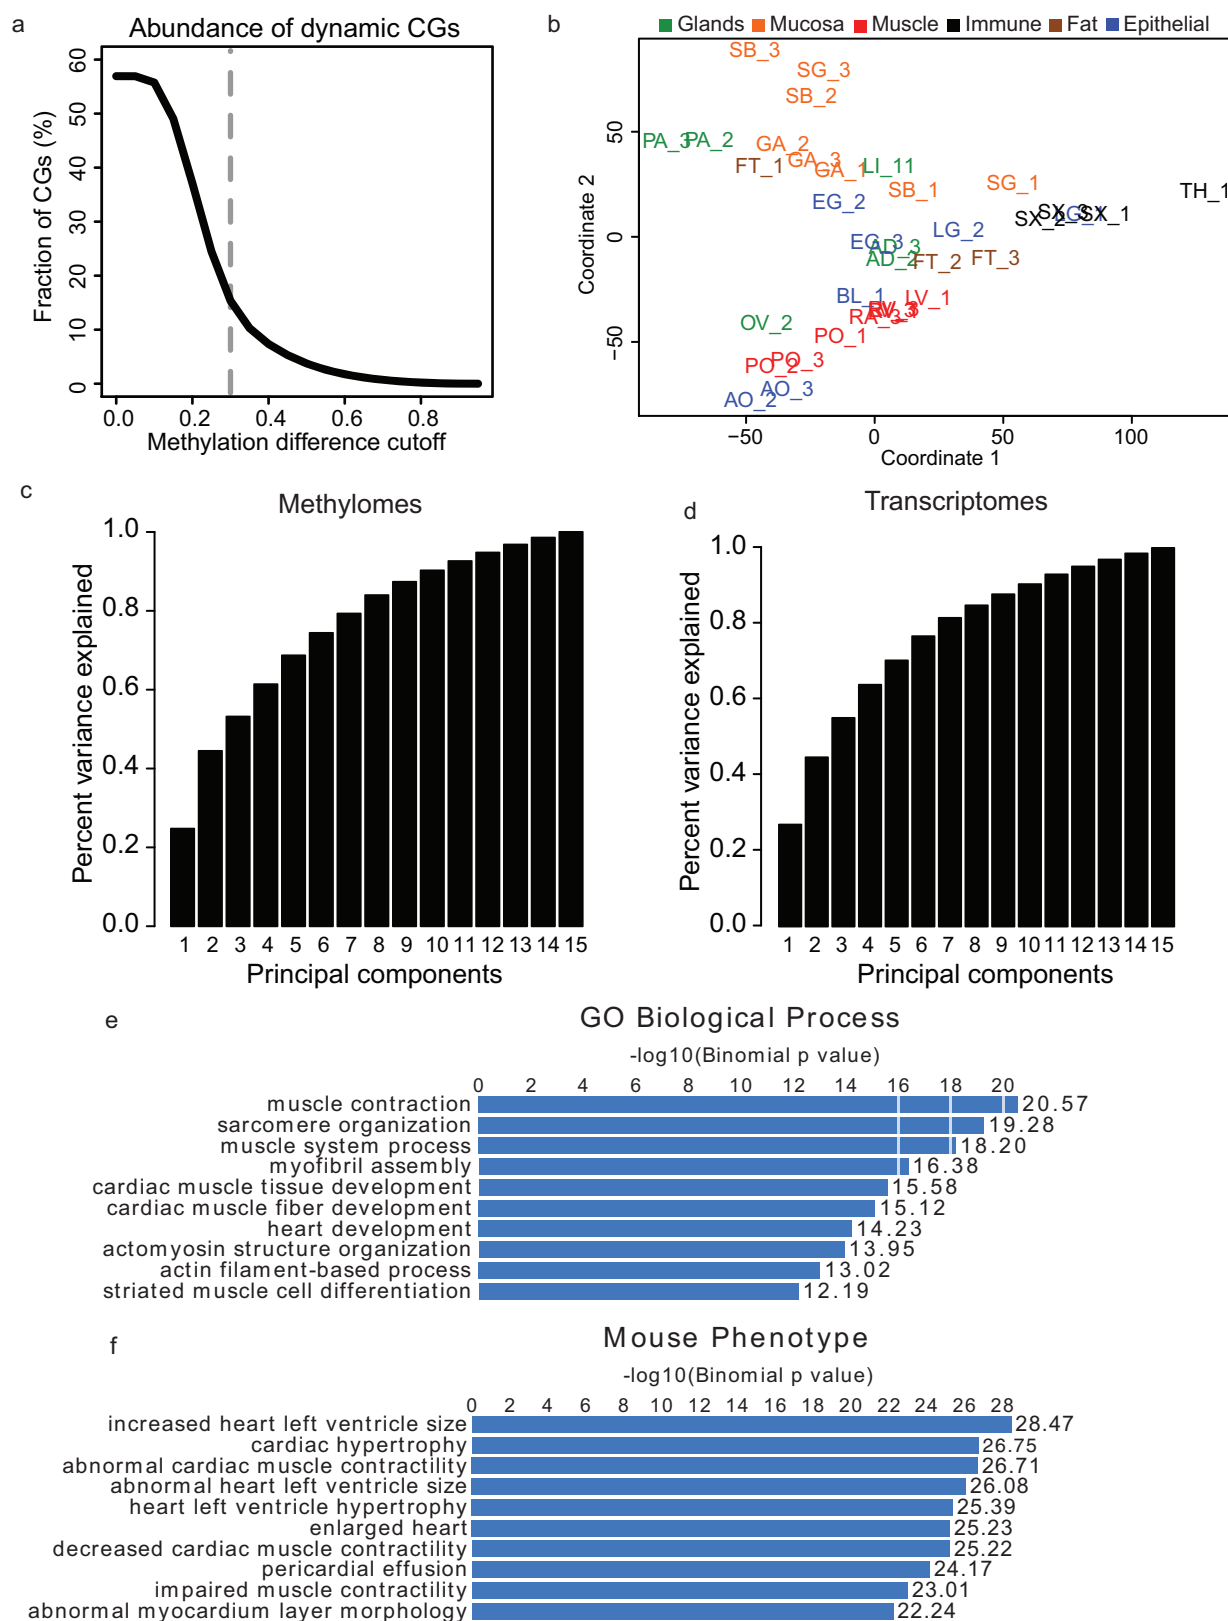 a
Abundance of dynamic CGs
Fraction of CGs (%)
60
50
40
30
20
10
0
0.0 0.2 0.4 0.6 0.8
Methylation difference cutoff
b
Glands Mucosa Muscle Immune Fat Epithelial
Coordinate 2
50
0
−50
SB_3
SG_3
SB_2
PA_3 PA_2
GA_2
GA_3
GA_1
FT_1
LI_11
SB_1
SG_1
TH_1
EG_2
SX_2 SX_3 LG_1 SX_1
LG_2
EG_3
AD_3
AD_2
FT_2
FT_3
BL_1
LV_1
RV_3
RA_3
OV_2
PO_1
PO_3
PO_2
AO_3
AO_2
−50 0 50 100
Coordinate 1
c
Methylomes
Percent variance explained
1.0
0.8
0.6
0.4
0.2
0.0
1 2 3 4 5 6 7 8 9 10 11 12 13 14 15
Principal components
d
Transcriptomes
Percent variance explained
1.0
0.8
0.6
0.4
0.2
0.0
1 2 3 4 5 6 7 8 9 10 11 12 13 14 15
Principal components
e
GO Biological Process
-log10(Binomial p value)
0 2 4 6 8 10 12 14 16 18 20
muscle contraction 20.57
sarcomere organization 19.28
muscle system process 18.20
myofibril assembly 16.38
cardiac muscle tissue development 15.58
cardiac muscle fiber development 15.12
heart development 14.23
actomyosin structure organization 13.95
actin filament-based process 13.02
striated muscle cell differentiation 12.19
f
Mouse Phenotype
-log10(Binomial p value)
0 2 4 6 8 10 12 14 16 18 20 22 24 26 28
increased heart left ventricle size 28.47
cardiac hypertrophy 26.75
abnormal cardiac muscle contractility 26.71
abnormal heart left ventricle size 26.08
heart left ventricle hypertrophy 25.39
enlarged heart 25.23
decreased cardiac muscle contractility 25.22
pericardial effusion 24.17
impaired muscle contractility 23.01
abnormal myocardium layer morphology 22.24